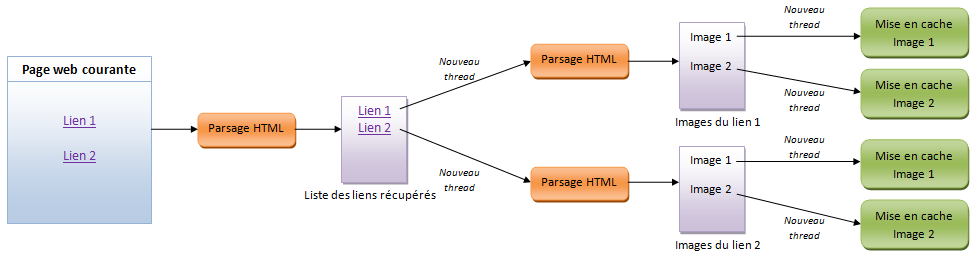 Page web courante
Lien 1
Lien 2
Parsage HTML
Lien 1
Lien 2
Liste des liens récupérés
Nouveau
thread
Parsage HTML
Image 1
Image 2
Images du lien 1
Nouveau
thread
Mise en cache
Image 1
Nouveau
thread
Mise en cache
Image 2
Nouveau
thread
Parsage HTML
Image 1
Image 2
Images du lien 2
Nouveau
thread
Mise en cache
Image 1
Nouveau
thread
Mise en cache
Image 2